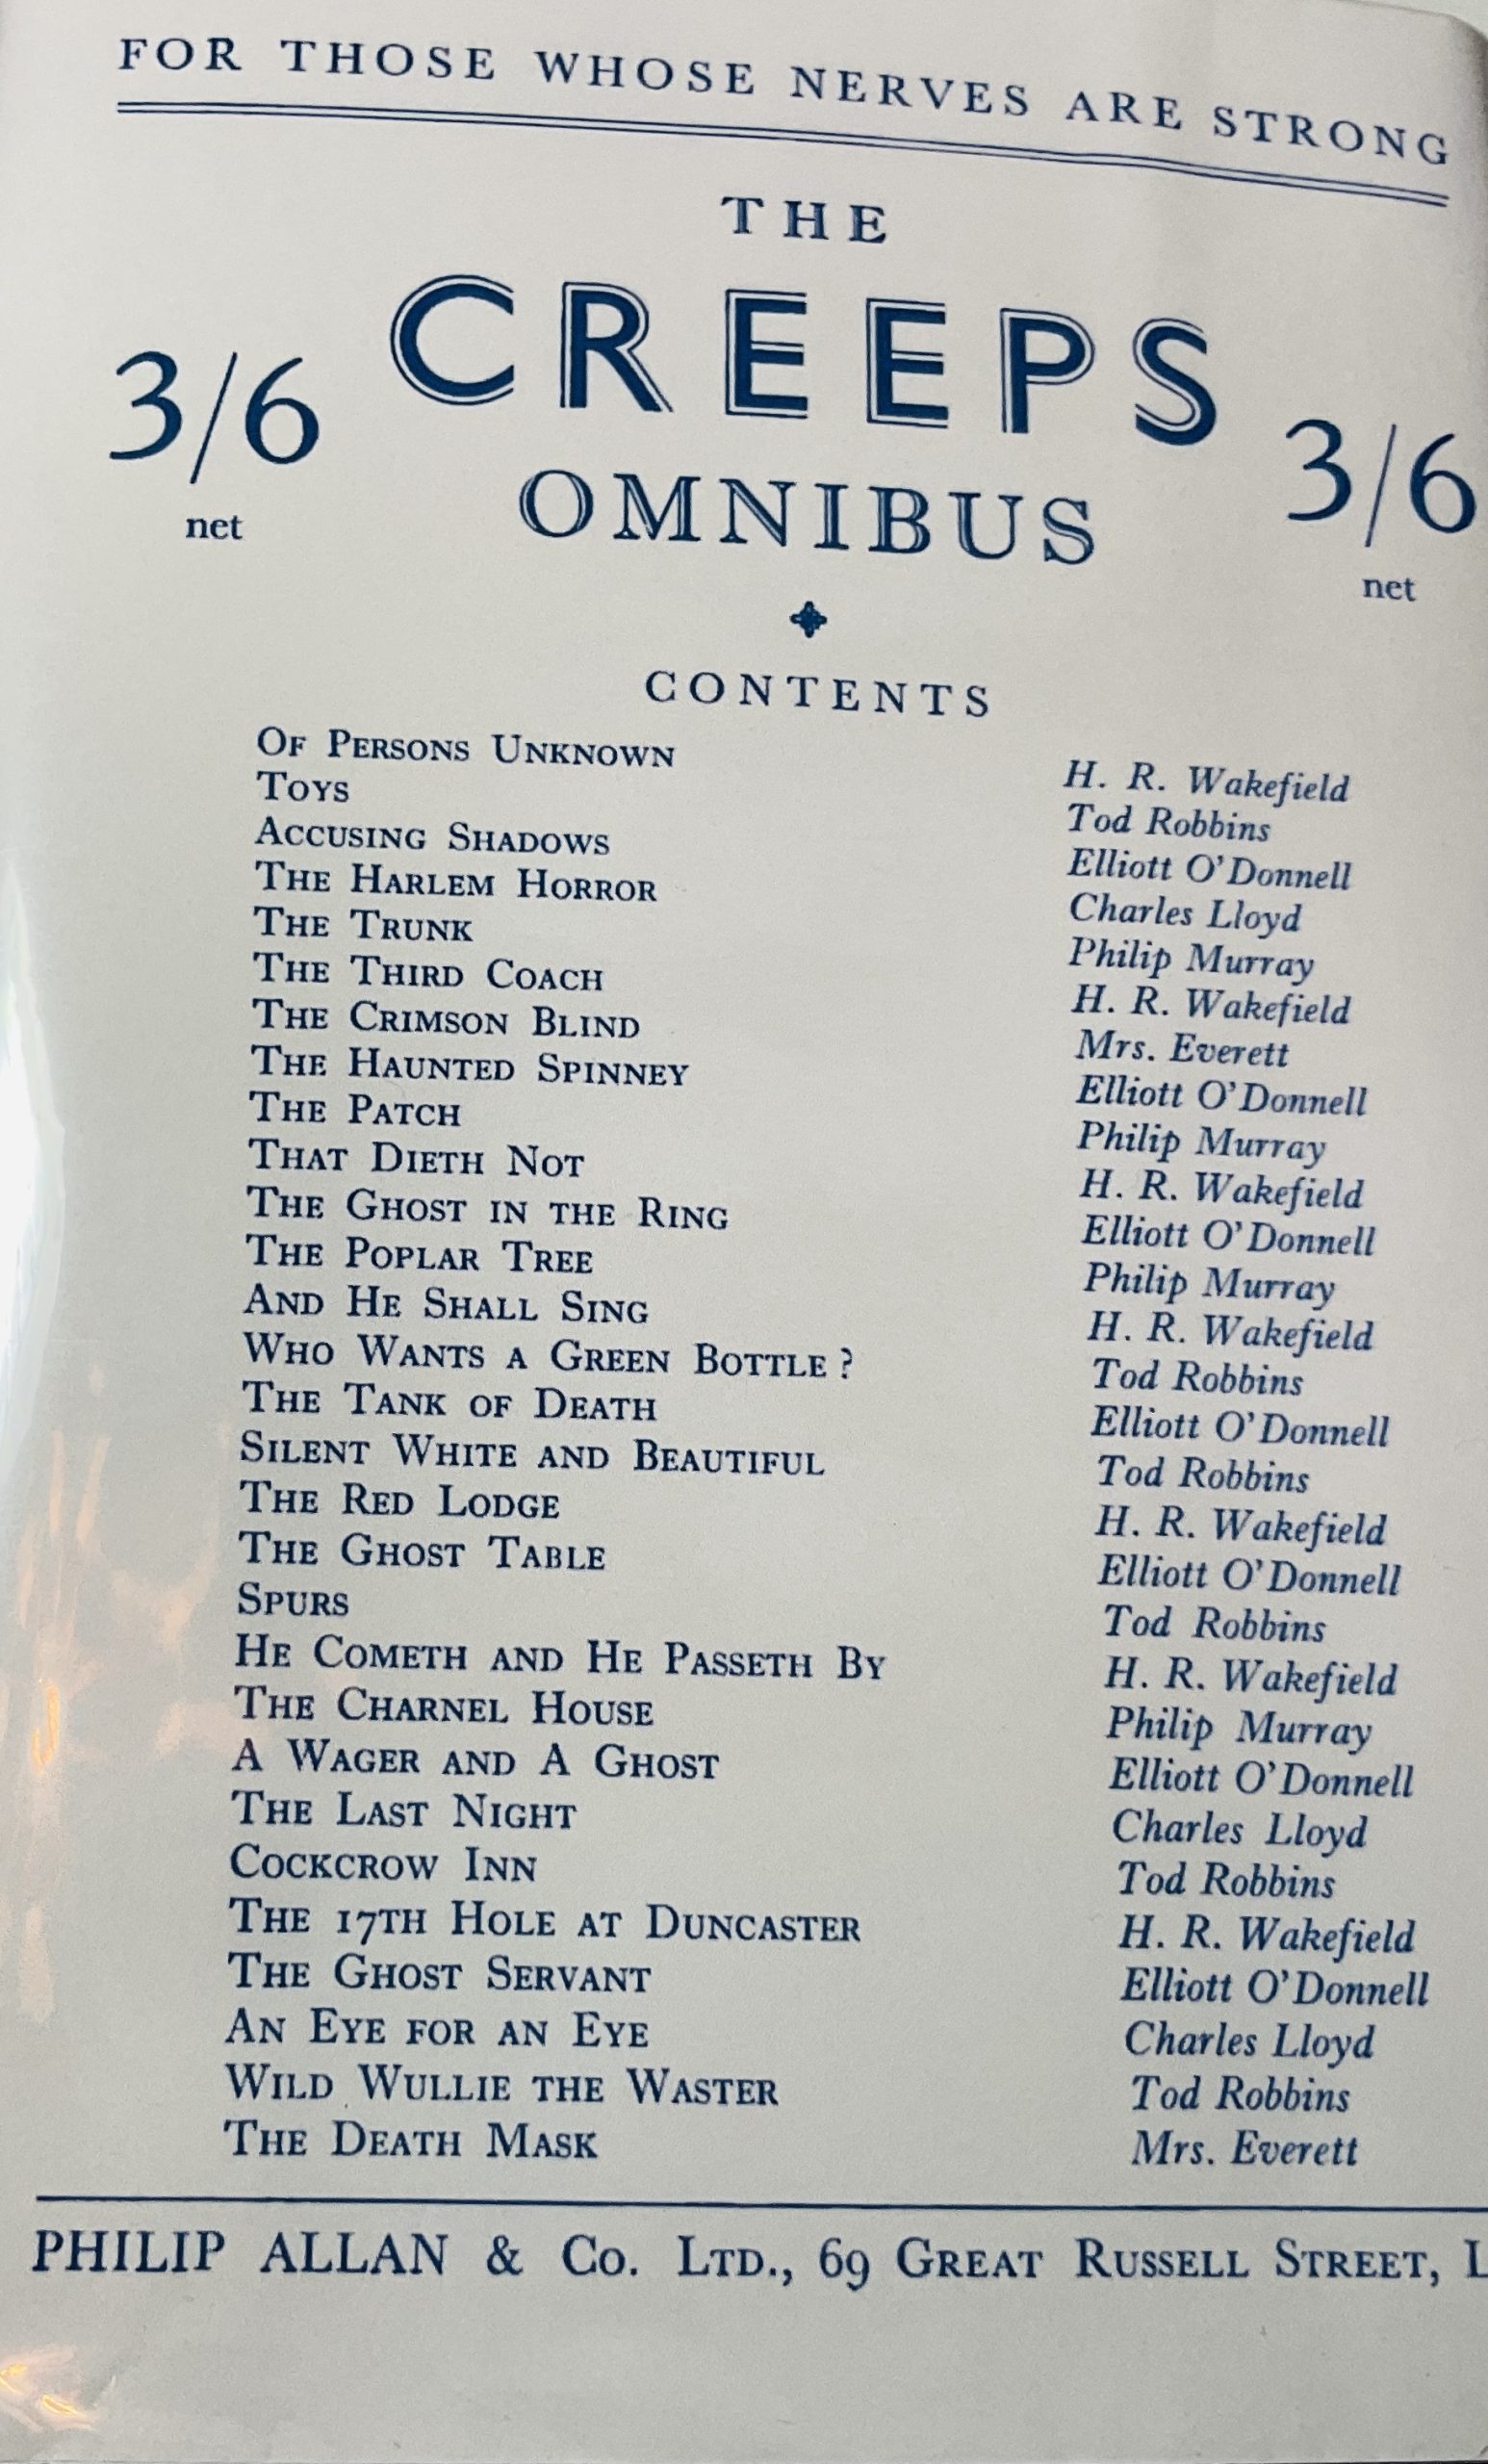 FOR THOSE WHOSE NERVES ARE STRONG
THE
CREEPS
3/6 net
OMNIBUS
3/6 net
CONTENTS
OF PERSONS UNKNOWN H. R. Wakefield
TOYS Tod Robbins
ACCUSING SHADOWS Elliott O'Donnell
THE HARLEM HORROR Charles Lloyd
THE TRUNK Philip Murray
THE THIRD COACH H. R. Wakefield
THE CRIMSON BLIND Mrs. Everett
THE HAUNTED SPINNEY Elliott O'Donnell
THE PATCH Philip Murray
THAT DIETH NOT H. R. Wakefield
THE GHOST IN THE RING Elliott O'Donnell
THE POPLAR TREE Philip Murray
AND HE SHALL SING H. R. Wakefield
WHO WANTS A GREEN BOTTLE? Tod Robbins
THE TANK OF DEATH Elliott O'Donnell
SILENT WHITE AND BEAUTIFUL Tod Robbins
THE RED LODGE H. R. Wakefield
THE GHOST TABLE Elliott O'Donnell
SPURS Tod Robbins
HE COMETH AND HE PASSETH BY H. R. Wakefield
THE CHARNEL HOUSE Philip Murray
A WAGER AND A GHOST Elliott O'Donnell
THE LAST NIGHT Charles Lloyd
COCKCROW INN Tod Robbins
THE 17TH HOLE AT DUNCASTER H. R. Wakefield
THE GHOST SERVANT Elliott O'Donnell
AN EYE FOR AN EYE Charles Lloyd
WILD WULLIE THE WASTER Tod Robbins
THE DEATH MASK Mrs. Everett
PHILIP ALLAN & Co. LTD., 69 GREAT RUSSELL STREET,